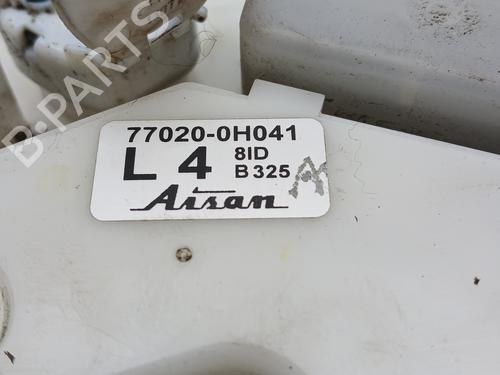 B-PARTS
77020-0H041
L 4 8ID
B 325 A
Aisan